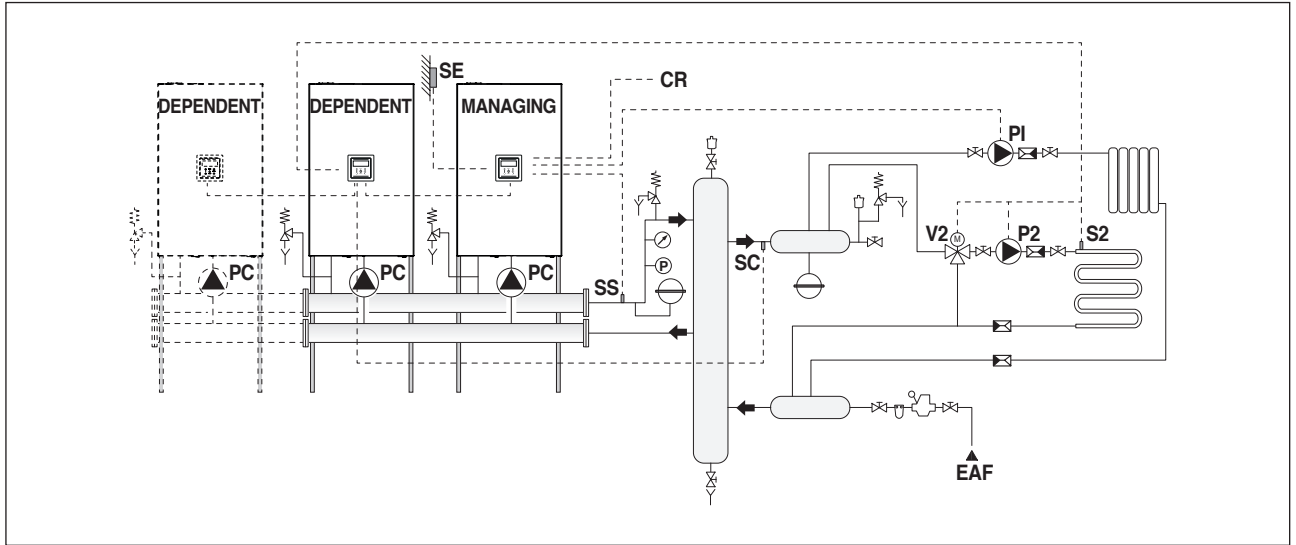 SE
CR
DEPENDENT
DEPENDENT
MANAGING
PI
V2
M
P2
S2
PC
PC
PC
SS
P
SC
EAF